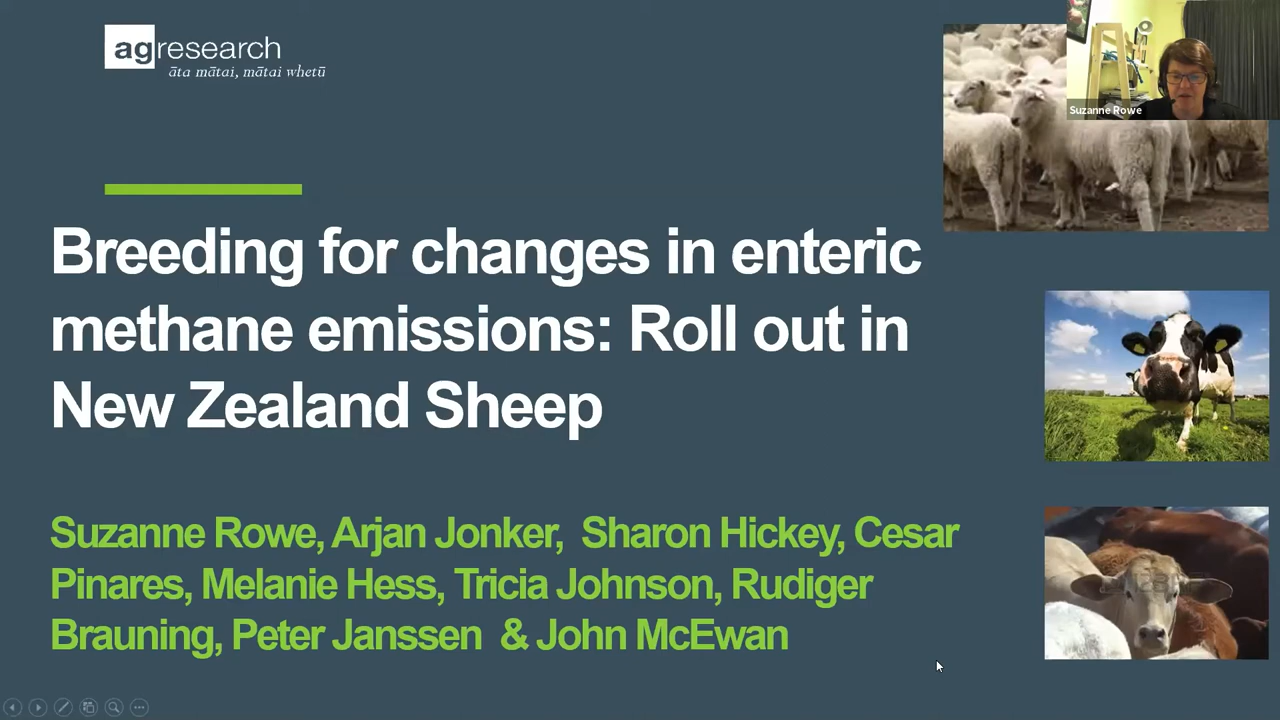 agresearch
āta mātai, mātai whetū
Suzanne Rowe
Breeding for changes in enteric
methane emissions: Roll out in
New Zealand Sheep
Suzanne Rowe, Arjan Jonker, Sharon Hickey, Cesar
Pinares, Melanie Hess, Tricia Johnson, Rudiger
Brauning, Peter Janssen & John McEwan